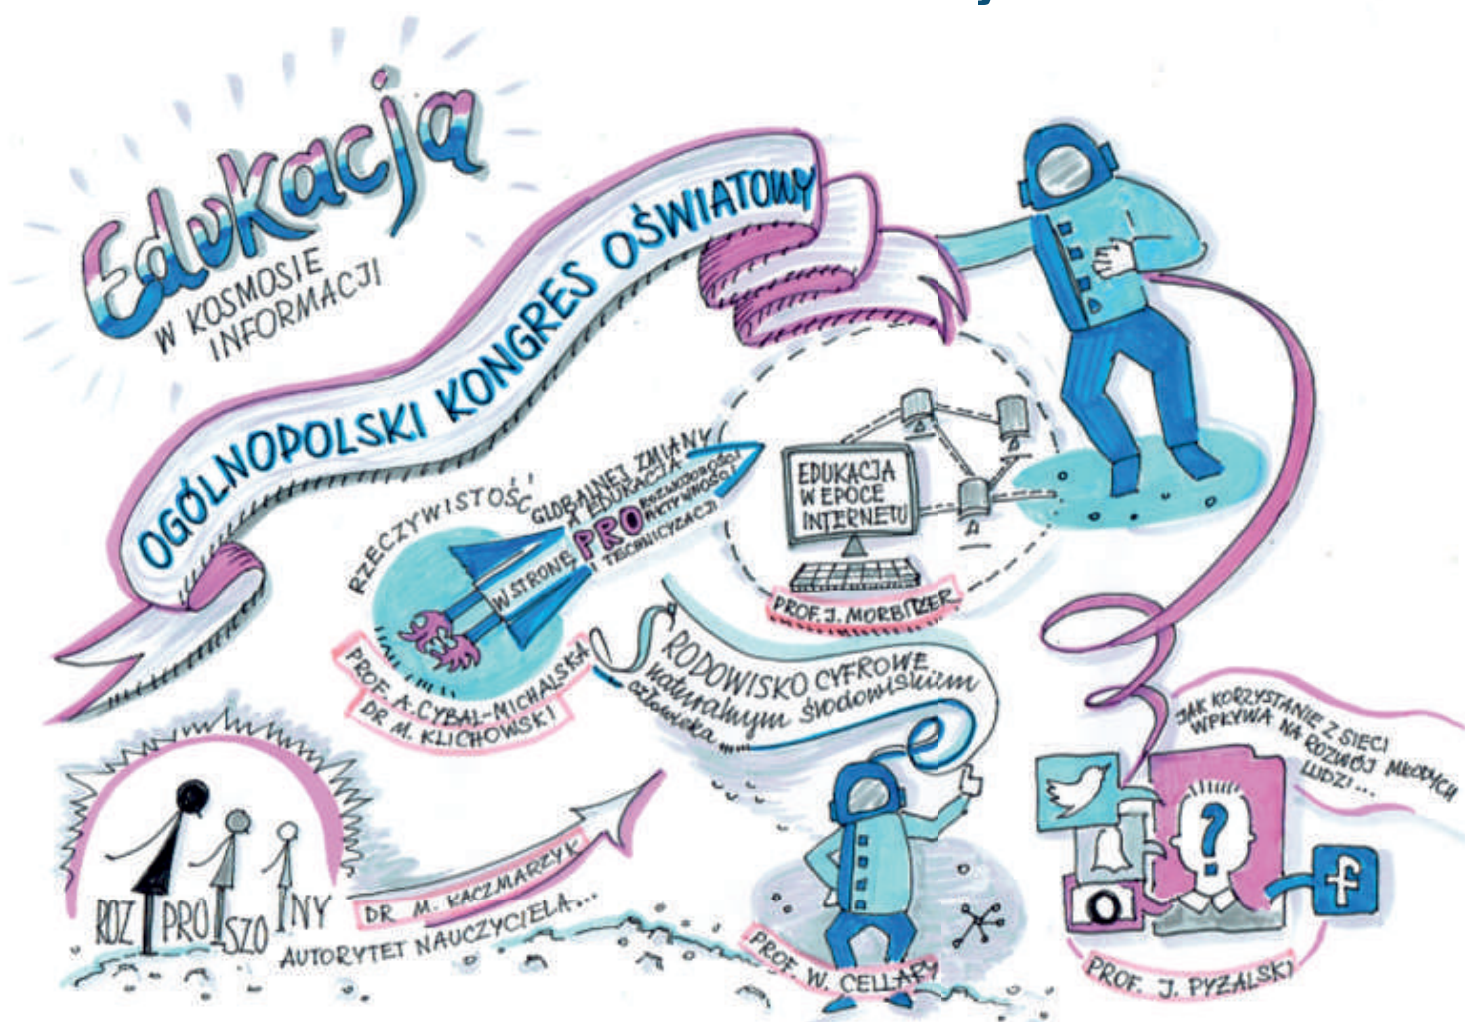 Edukacja
W KOSMOSIE
INFORMACJI
OGÓLNOPOLSKI KONGRES OŚWIATOWY
RZECZYWISTOŚĆ
GLOBALNEJ ZMIANY
A EDUKACJA
W STRONĘ PRO ROZWOJOWOŚCI
AKTYWNOŚCI
I TECHNICYZACJI
PROF. A. CYBAL-MICHALSKA
DR M. KLICHOWSKI
EDUKACJA
W EPOCE
INTERNETU
PROF. J. MORBITZER
ŚRODOWISKO CYFROWE
naturalnym środowiskiem
człowieka....
PROF. W. CELLARY
JAK KORZYSTANIE Z SIECI
WPŁYWA NA ROZWÓJ MŁODYCH
LUDZI...
?
f
PROF. J. PYŻALSKI
ROZ PRO SZO NY
AUTORYTET NAUCZYCIELA...
DR M. KACZMARZYK